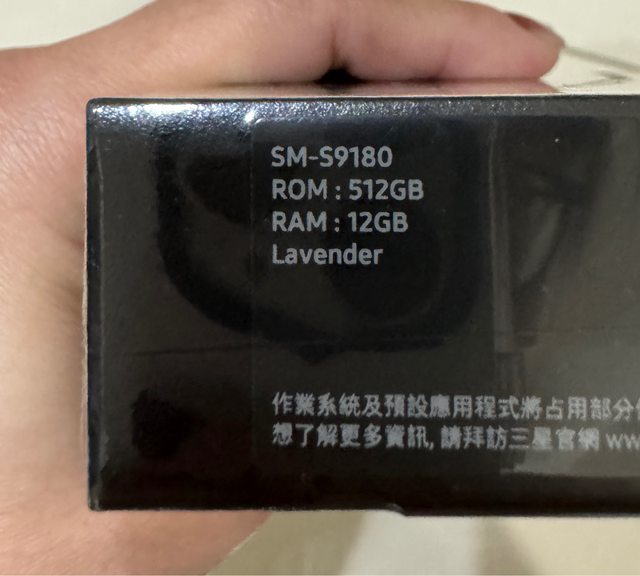 SM-S9180
ROM : 512GB
RAM : 12GB
Lavender
作業系統及預設應用程式將占用部分
想了解更多資訊, 請拜訪三星官網 ww